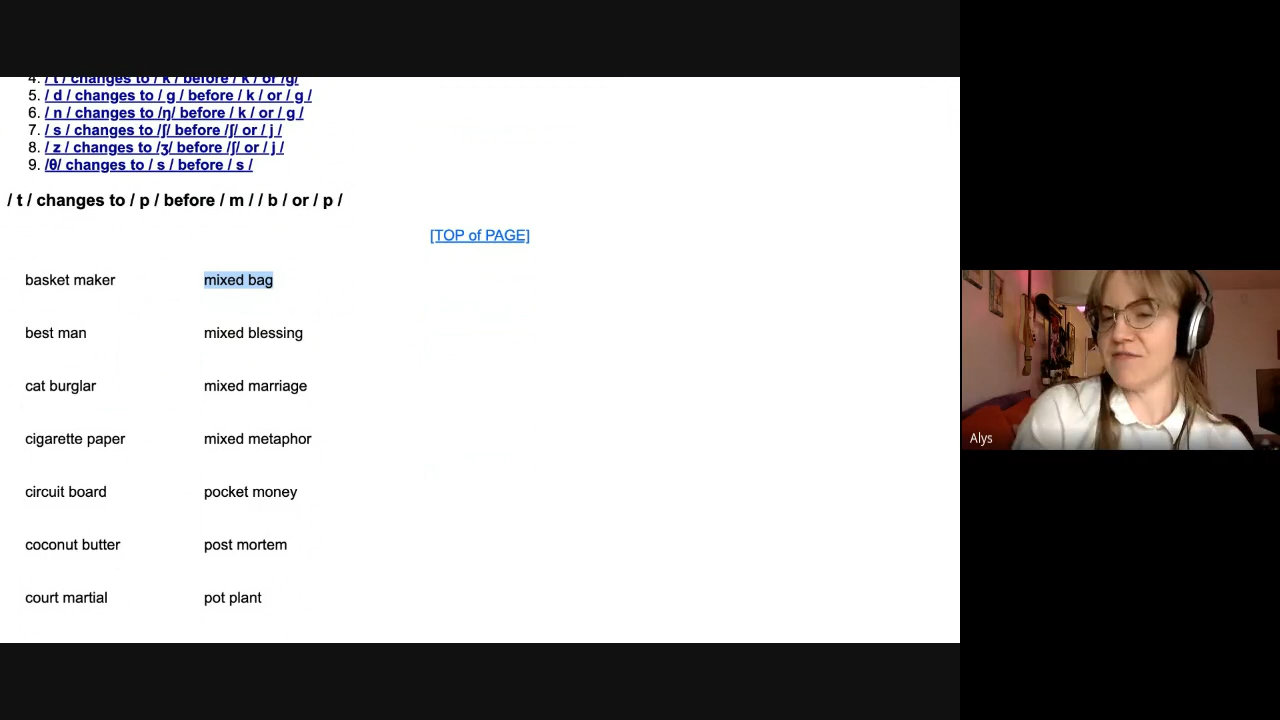 4. / t / changes to / k / before / k / or /g/
5. / d / changes to / g / before / k / or / g /
6. / n / changes to /ŋ/ before / k / or / g /
7. / s / changes to /ʃ/ before /ʃ/ or / j /
8. / z / changes to /ʒ/ before /ʃ/ or / j /
9. /θ/ changes to / s / before / s /
/ t / changes to / p / before / m / / b / or / p /
[TOP of PAGE]
basket maker mixed bag
best man mixed blessing
cat burglar mixed marriage
cigarette paper mixed metaphor
circuit board pocket money
coconut butter post mortem
court martial pot plant
Alys